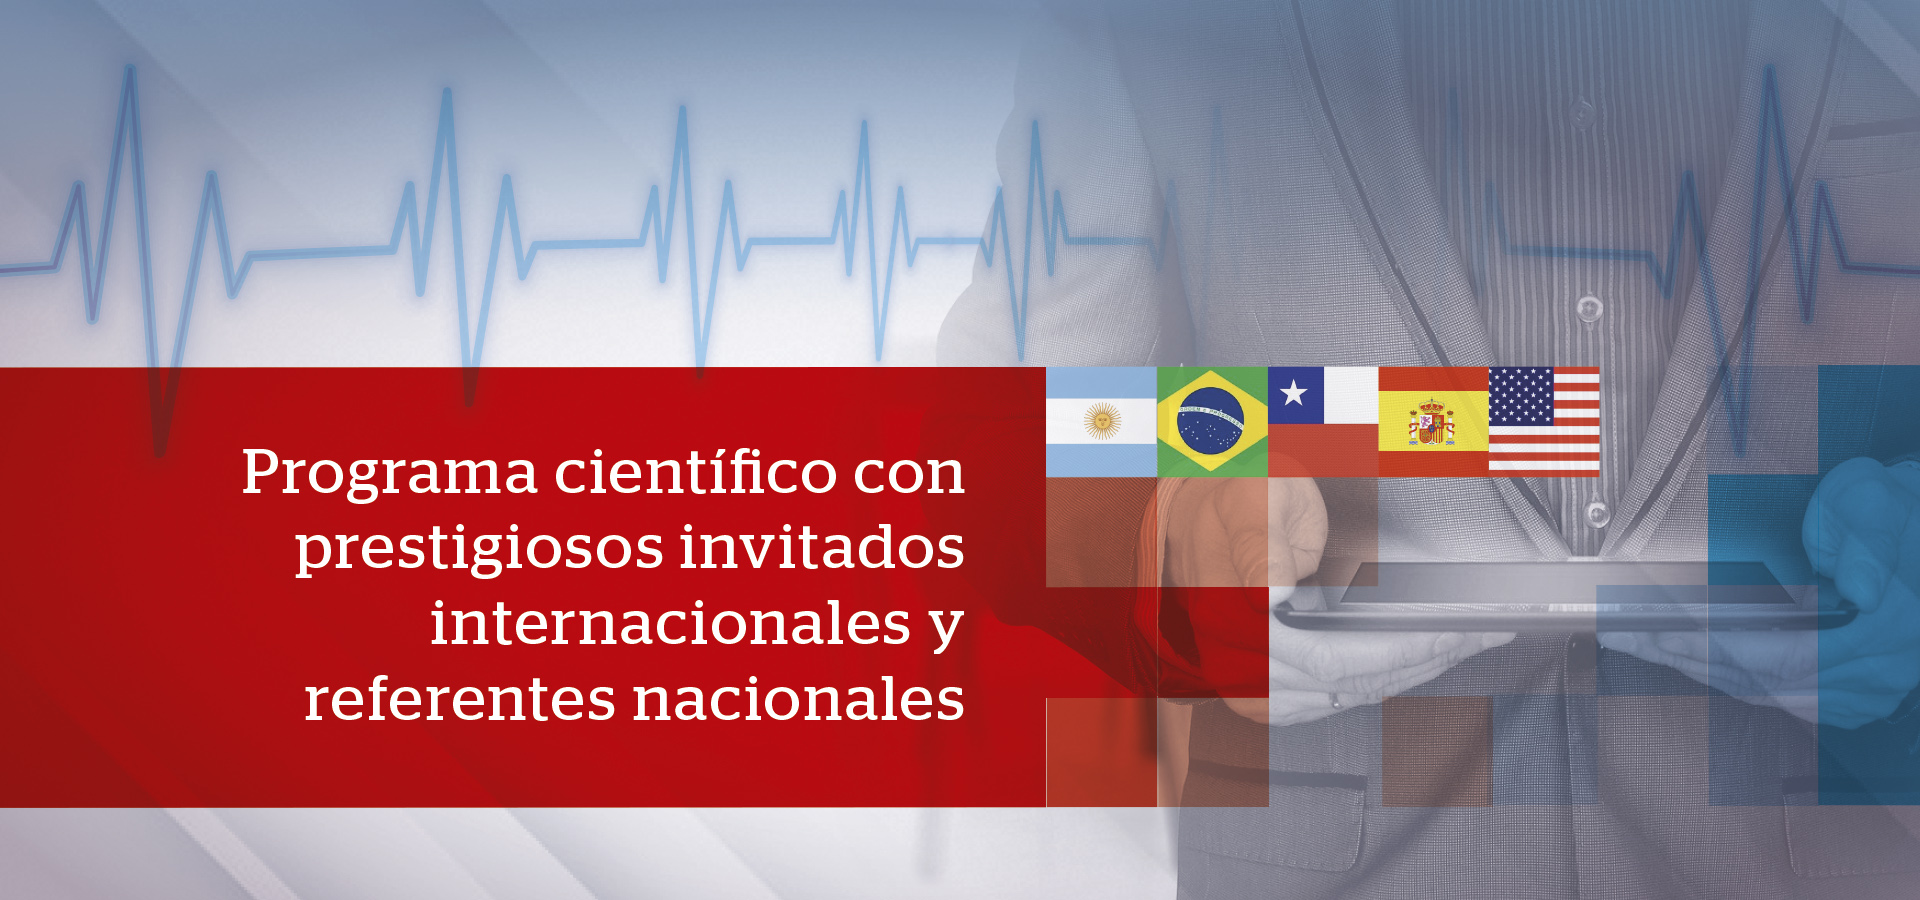 Programa científico con
prestigiosos invitados
internacionales y
referentes nacionales